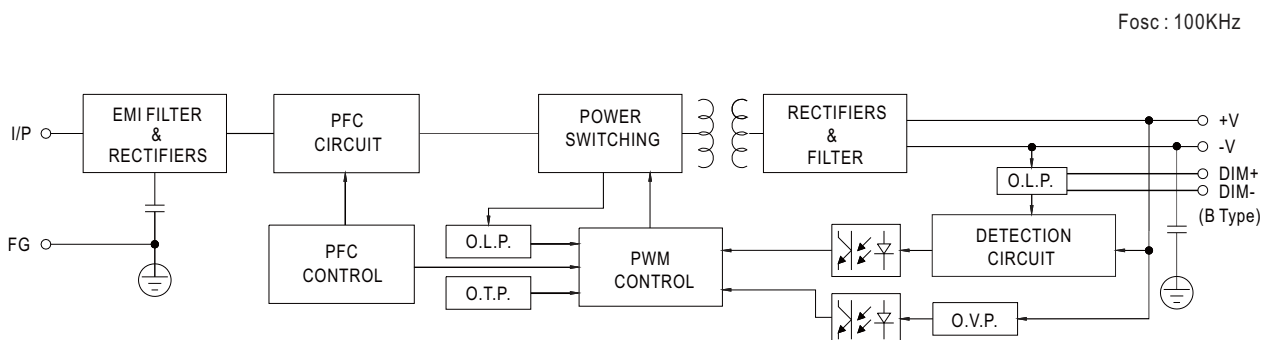 Fosc : 100KHz
I/P
EMI FILTER
&
RECTIFIERS
PFC
CIRCUIT
POWER
SWITCHING
RECTIFIERS
&
FILTER
+V
-V
DIM+
DIM-
(B Type)
O.L.P.
FG
PFC
CONTROL
O.L.P.
O.T.P.
PWM
CONTROL
DETECTION
CIRCUIT
O.V.P.